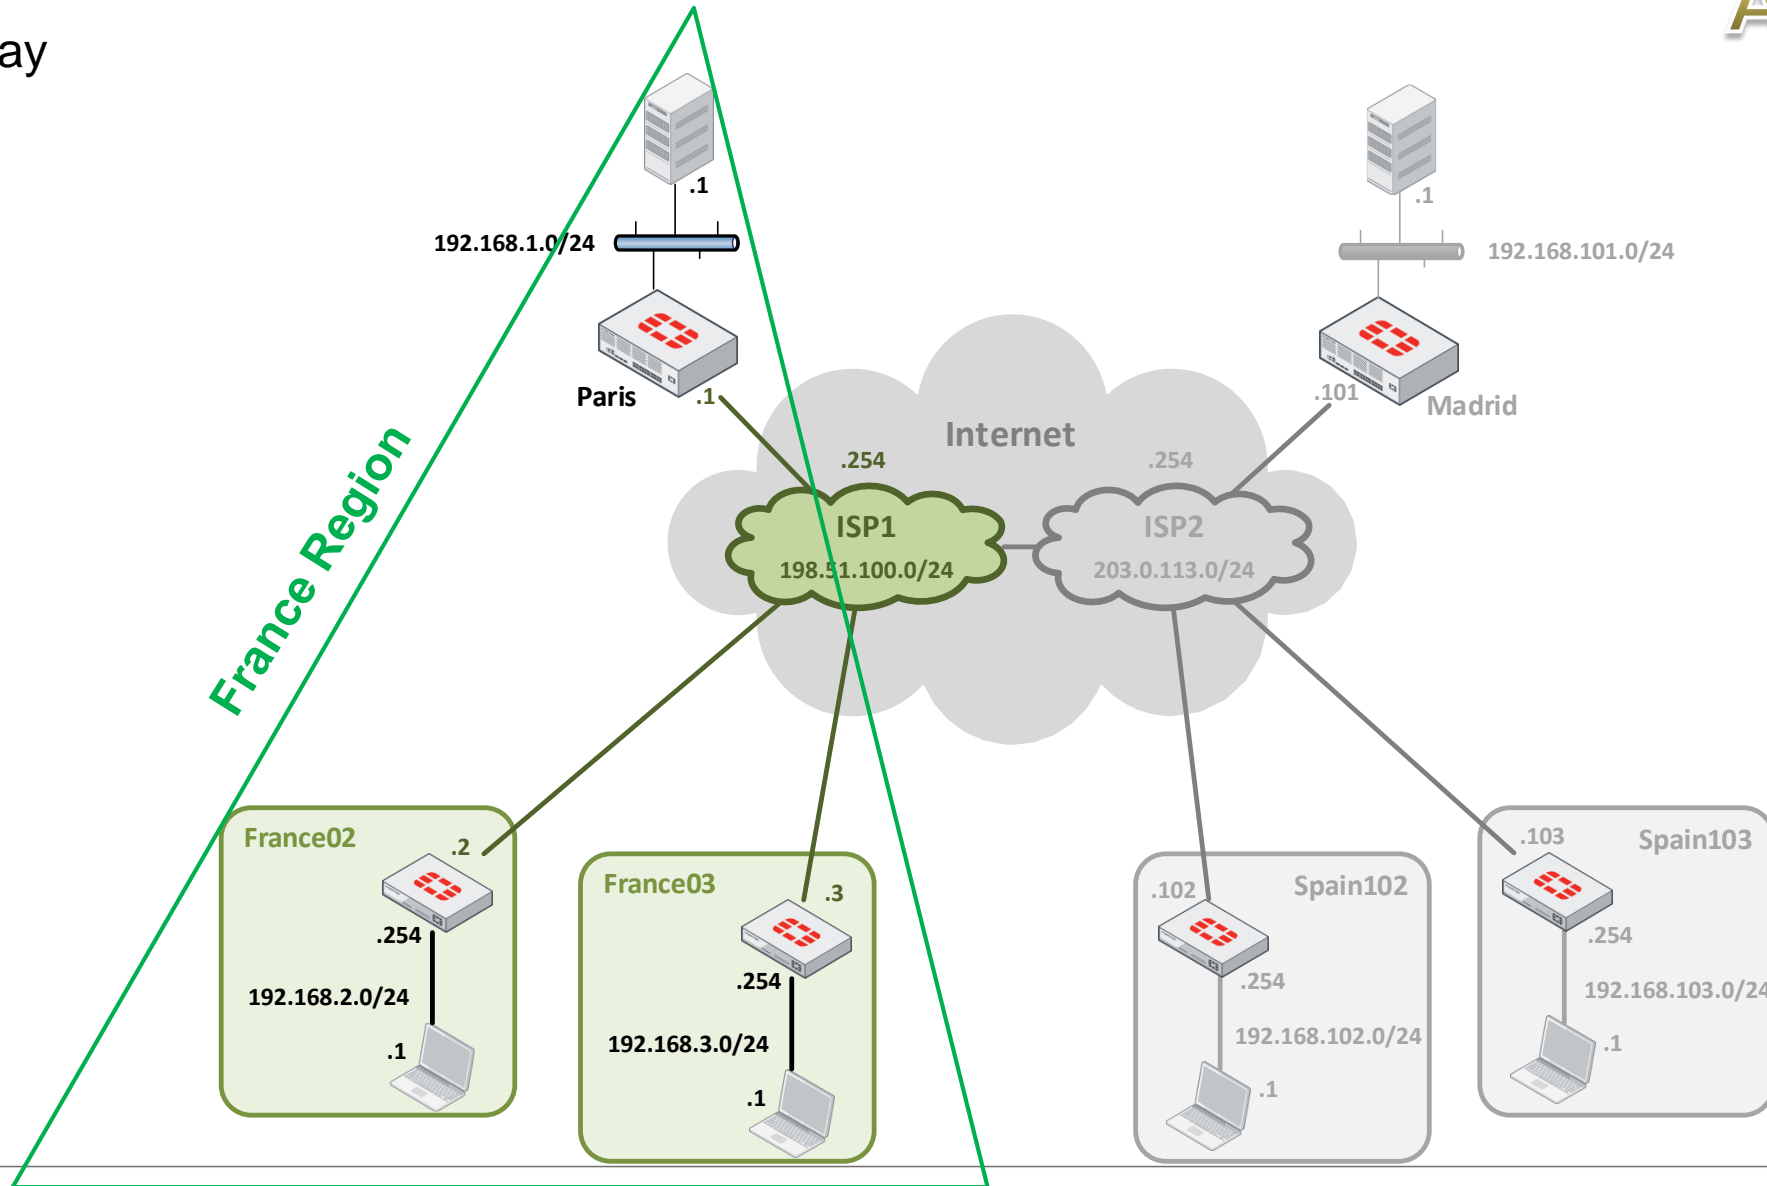 ay
.1
192.168.1.0/24
Paris
.1
.1
192.168.101.0/24
.101
Madrid
Internet
.254
.254
ISP1
198.51.100.0/24
ISP2
203.0.113.0/24
France Region
France02
.2
.254
192.168.2.0/24
.1
France03
.3
.254
192.168.3.0/24
.1
.102
Spain102
.254
192.168.102.0/24
.1
.103
Spain103
.254
192.168.103.0/24
.1